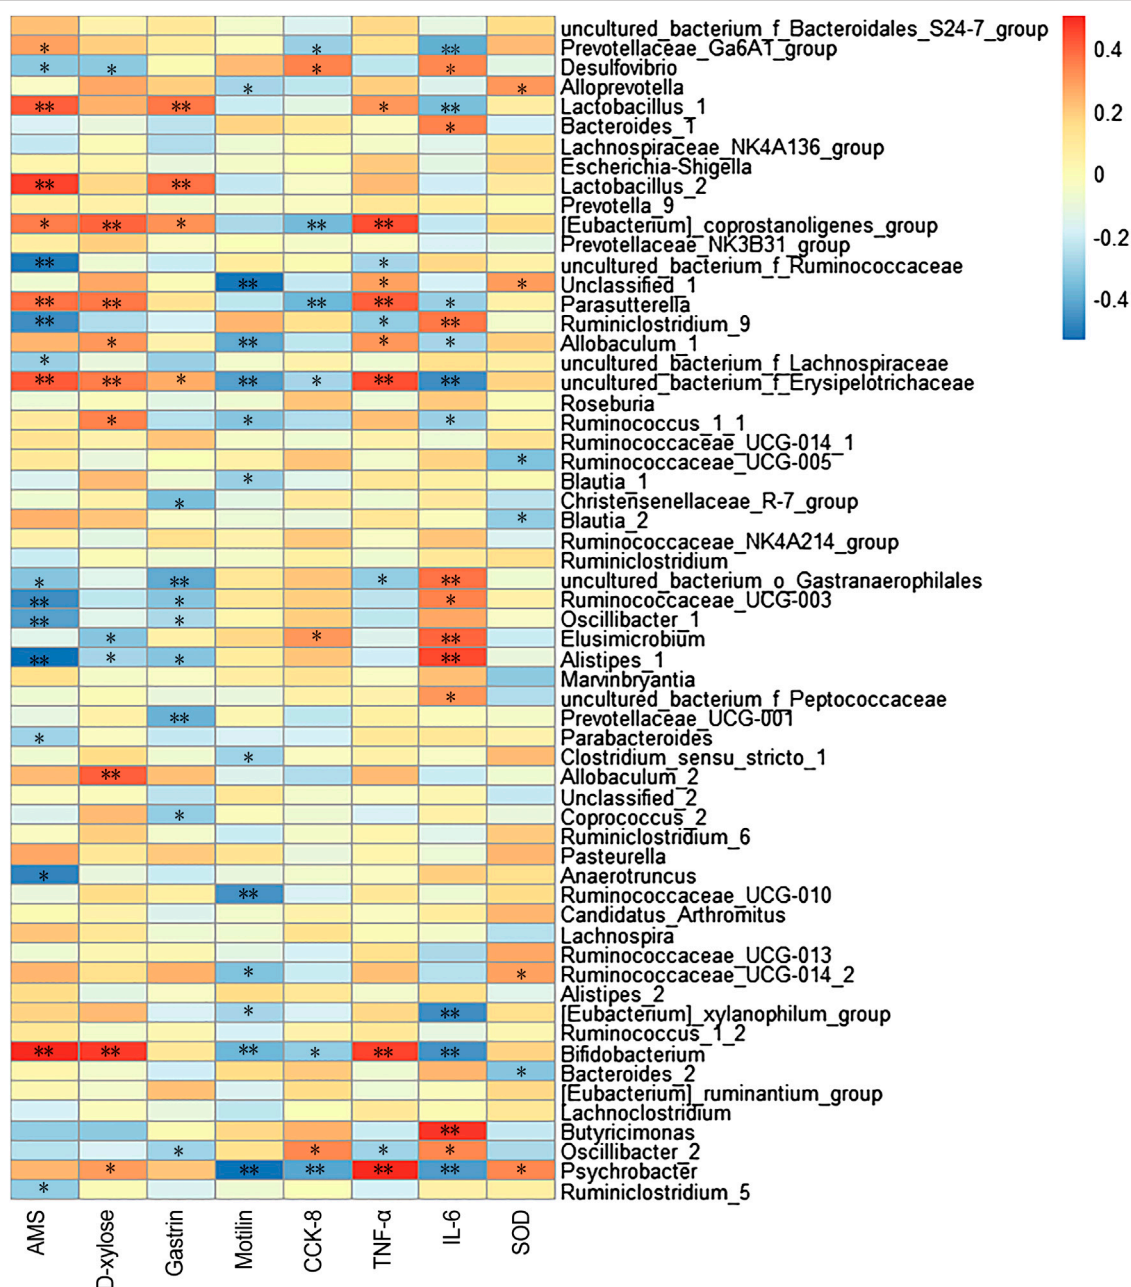 uncultured_bacterium_f_Bacteroidales_S24-7_group
* * ** Prevotellaceae_Ga6A1_group
* * * * Desulfovibrio
* * Alloprevotella
** ** * ** Lactobacillus_1
* Bacteroides_1
Lachnospiraceae_NK4A136_group
Escherichia-Shigella
** ** Lactobacillus_2
Prevotella_9
* ** * ** ** [Eubacterium]_coprostanoligenes_group
Prevotellaceae_NK3B31_group
** * uncultured_bacterium_f_Ruminococcaceae
** * * Unclassified_1
** ** ** ** * Parasutterella
** * ** Ruminiclostridium_9
* ** * * Allobaculum_1
* uncultured_bacterium_f_Lachnospiraceae
** ** * ** * ** ** uncultured_bacterium_f_Erysipelotrichaceae
Roseburia
* * * Ruminococcus_1_1
Ruminococcaceae_UCG-014_1
* Ruminococcaceae_UCG-005
* Blautia_1
* Christensenellaceae_R-7_group
* Blautia_2
Ruminococcaceae_NK4A214_group
Ruminiclostridium
* ** * ** uncultured_bacterium_o_Gastranaerophilales
** * * Ruminococcaceae_UCG-003
** * Oscillibacter_1
* * ** Elusimicrobium
** * * ** Alistipes_1
Marvinbryantia
* uncultured_bacterium_f_Peptococcaceae
** Prevotellaceae_UCG-001
* Parabacteroides
* Clostridium_sensu_stricto_1
** Allobaculum_2
Unclassified_2
* Coprococcus_2
Ruminiclostridium_6
Pasteurella
* Anaerotruncus
** Ruminococcaceae_UCG-010
Candidatus_Arthromitus
Lachnospira
Ruminococcaceae_UCG-013
* * Ruminococcaceae_UCG-014_2
Alistipes_2
* ** [Eubacterium]_xylanophilum_group
Ruminococcus_1_2
** ** ** * ** ** Bifidobacterium
* Bacteroides_2
[Eubacterium]_ruminantium_group
Lachnoclostridium
** Butyricimonas
* * * * Oscillibacter_2
* ** ** ** ** * Psychrobacter
* Ruminiclostridium_5
AMS
D-xylose
Gastrin
Motilin
CCK-8
TNF-α
IL-6
SOD
0.4
0.2
0
-0.2
-0.4